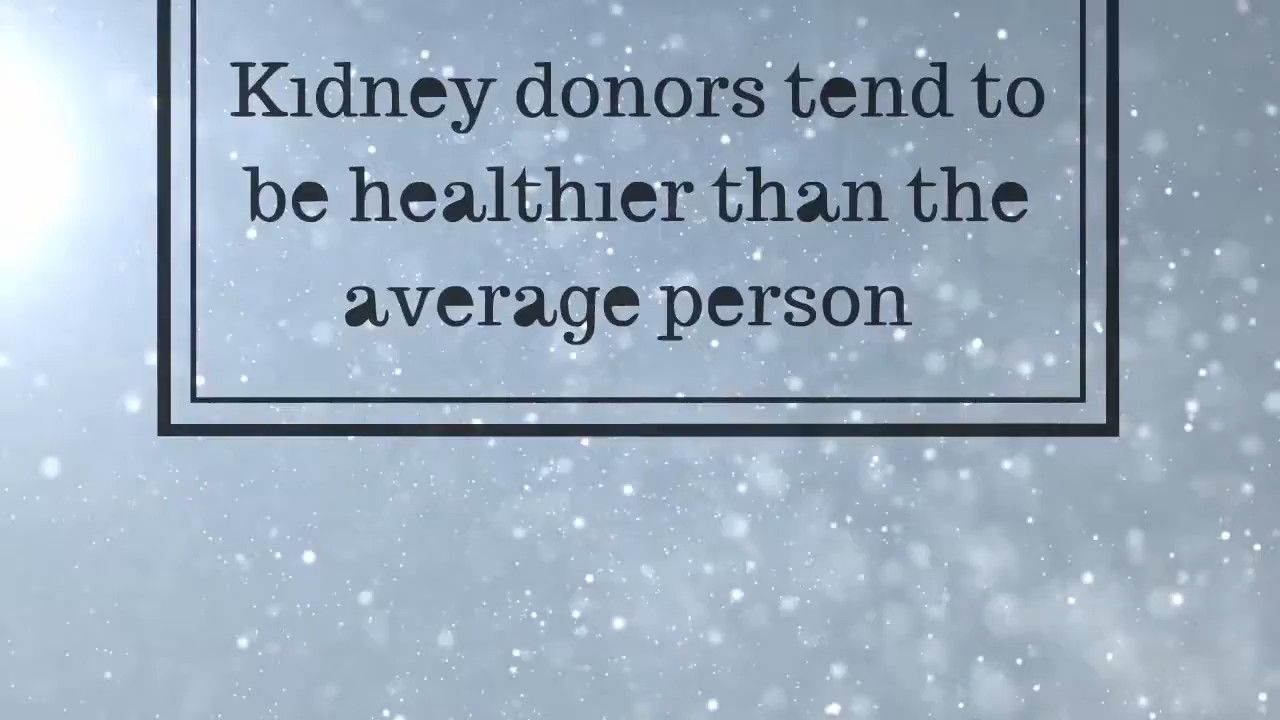 Kidney donors tend to
be healthier than the
average person